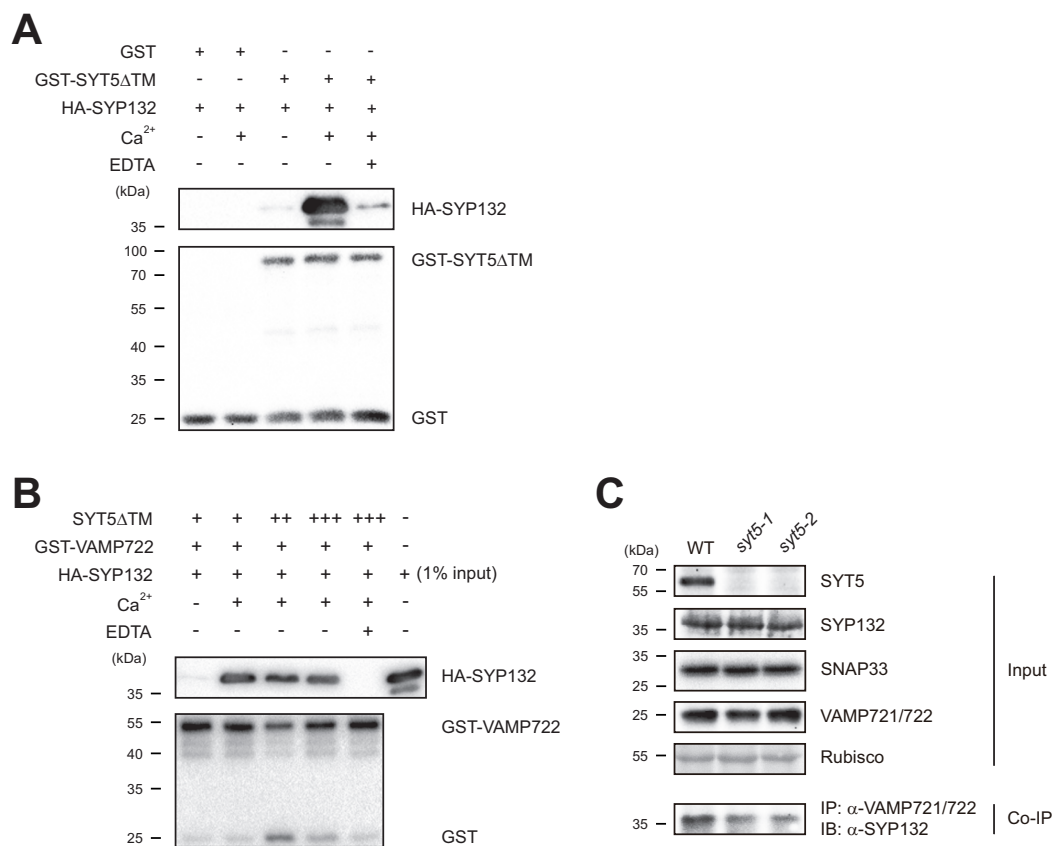 A
GST + + - - -
GST-SYT5ΔTM - - + + +
HA-SYP132 + + + + +
Ca²⁺ - + - + +
EDTA - - - - +
(kDa)
HA-SYP132
35
100
GST-SYT5ΔTM
70
55
40
35
25
GST
B
SYT5ΔTM + + ++ +++ +++ -
GST-VAMP722 + + + + + -
HA-SYP132 + + + + + + (1% input)
Ca²⁺ - + + + + -
EDTA - - - - + -
(kDa)
HA-SYP132
35
55
GST-VAMP722
40
35
25
GST
C
(kDa) WT syt5-1 syt5-2
70
SYT5
55
SYP132
35
35
SNAP33
25
Input
25
VAMP721/722
55
Rubisco
IP: α-VAMP721/722
35
IB: α-SYP132
Co-IP